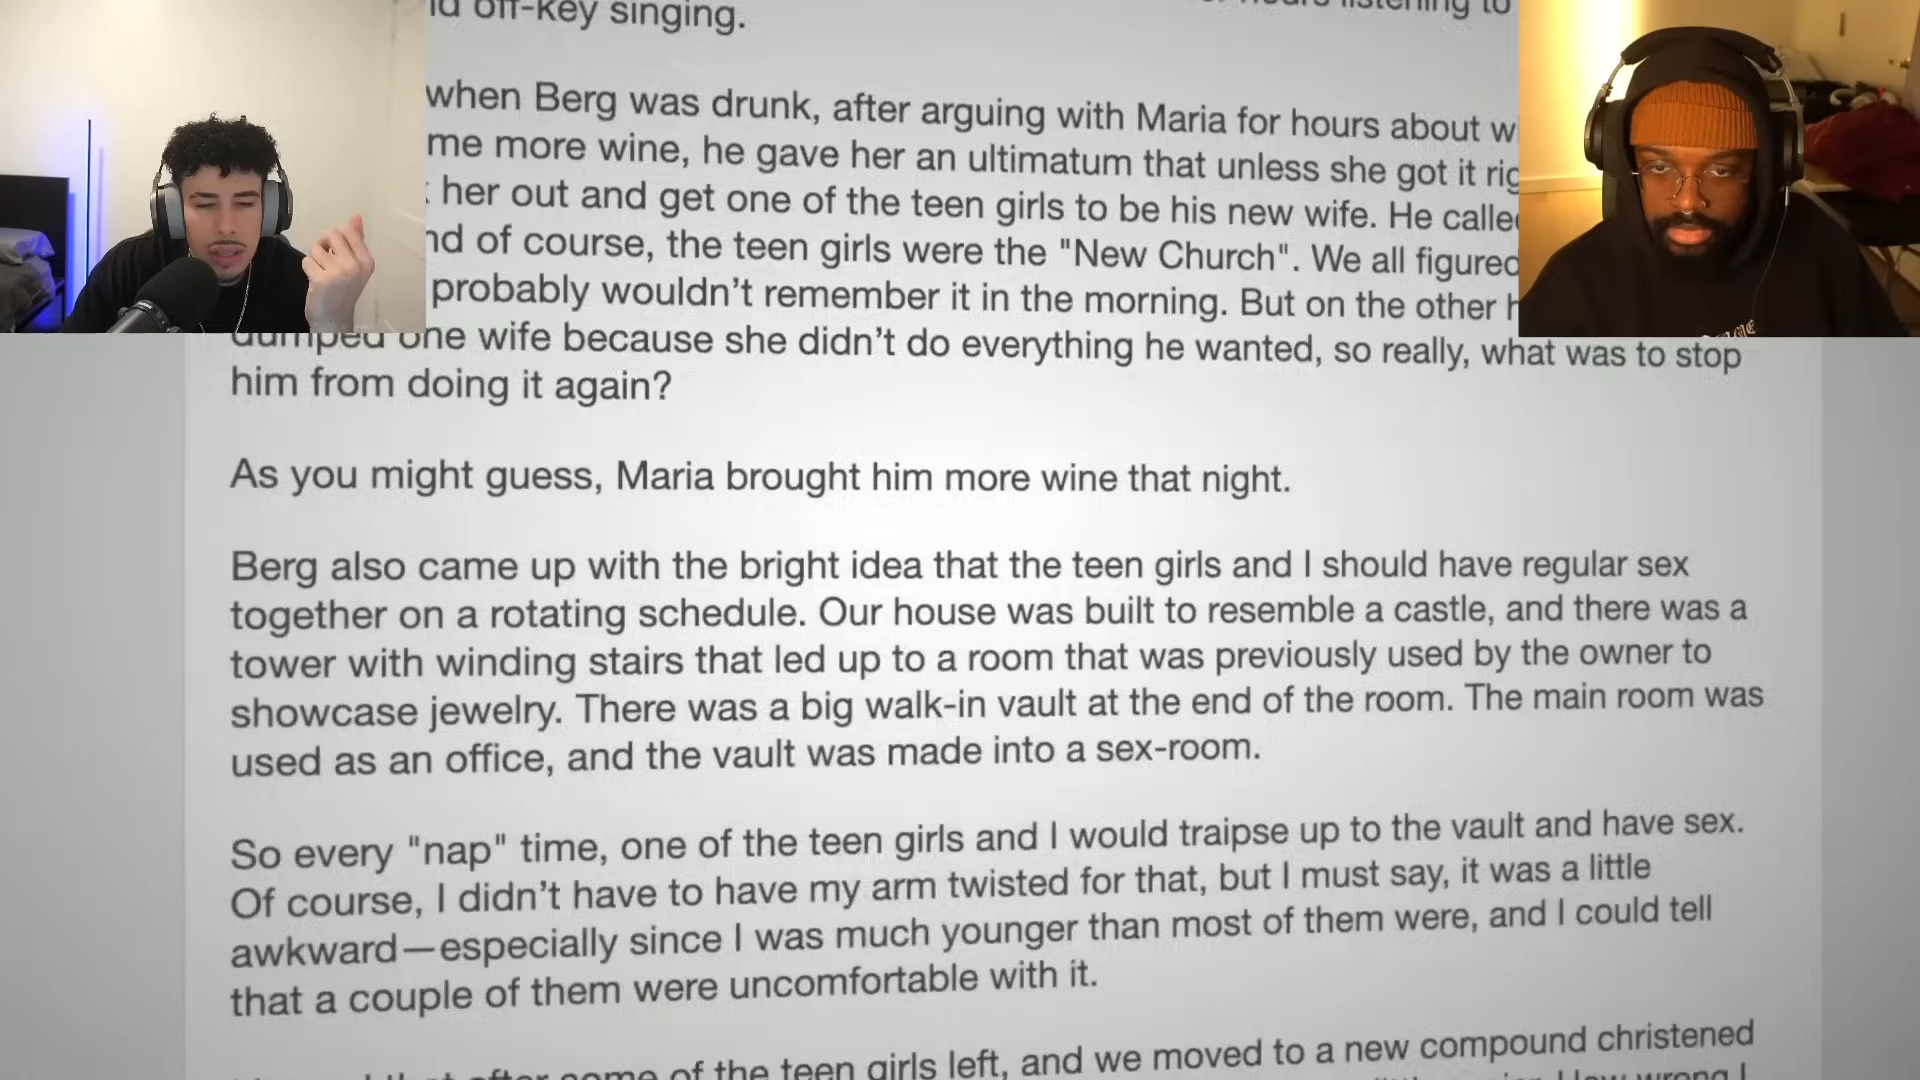 off-key singing.
listening to
when Berg was drunk, after arguing with Maria for hours about
me more wine, he gave her an ultimatum that unless she got it
her out and get one of the teen girls to be his new wife. He
of course, the teen girls were the "New Church". We all
probably wouldn't remember it in the morning. But on the other
dumped one wife because she didn't do everything he wanted, so really, what was to stop
him from doing it again?
As you might guess, Maria brought him more wine that night.
Berg also came up with the bright idea that the teen girls and I should have regular sex
together on a rotating schedule. Our house was built to resemble a castle, and there was a
tower with winding stairs that led up to a room that was previously used by the owner to
showcase jewelry. There was a big walk-in vault at the end of the room. The main room was
used as an office, and the vault was made into a sex-room.
So every "nap" time, one of the teen girls and I would traipse up to the vault and have sex.
Of course, I didn't have to have my arm twisted for that, but I must say, it was a little
awkward—especially since I was much younger than most of them were, and I could tell
that a couple of them were uncomfortable with it.
after some of the teen girls left, and we moved to a new compound christened